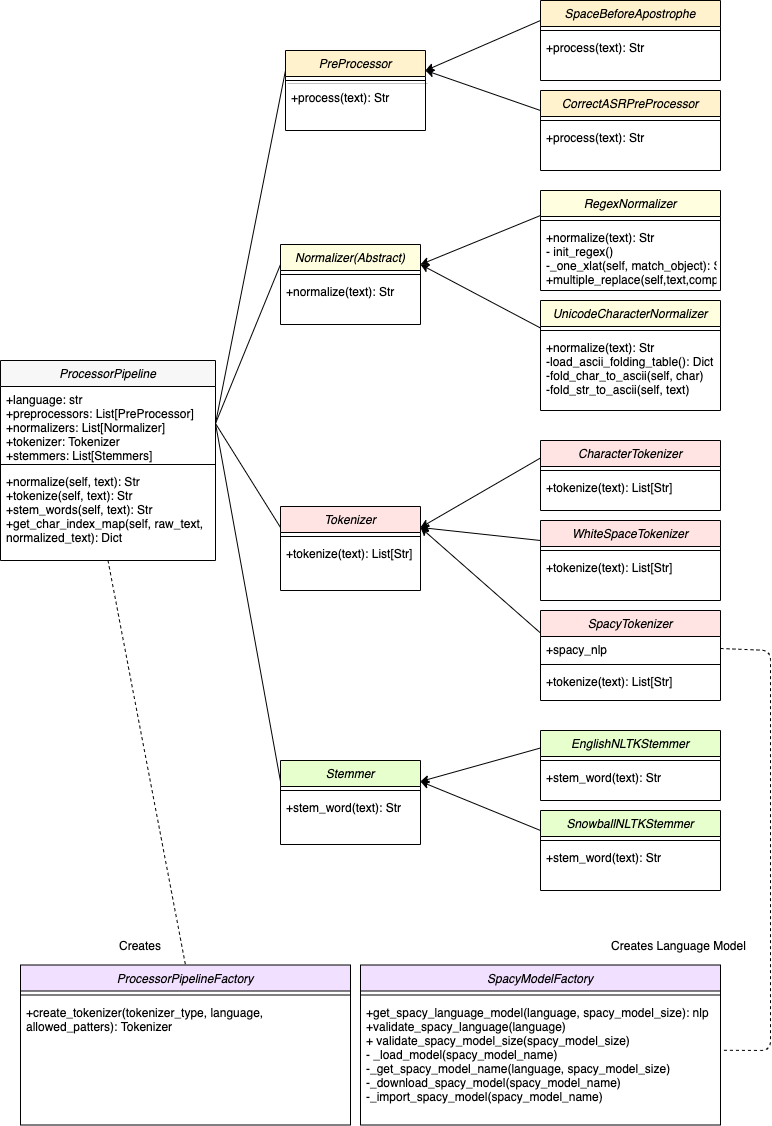 SpaceBeforeApostrophe
+process(text): Str
PreProcessor
+process(text): Str
CorrectASRPreProcessor
+process(text): Str
RegexNormalizer
+normalize(text): Str
- init_regex()
-_one_xlat(self, match_object): S
+multiple_replace(self,text,comp
Normalizer(Abstract)
+normalize(text): Str
UnicodeCharacterNormalizer
+normalize(text): Str
-load_ascii_folding_table(): Dict
-fold_char_to_ascii(self, char)
-fold_str_to_ascii(self, text)
ProcessorPipeline
+language: str
+preprocessors: List[PreProcessor]
+normalizers: List[Normalizer]
+tokenizer: Tokenizer
+stemmers: List[Stemmers]
+normalize(self, text): Str
+tokenize(self, text): Str
+stem_words(self, text): Str
+get_char_index_map(self, raw_text,
normalized_text): Dict
CharacterTokenizer
+tokenize(text): List[Str]
Tokenizer
+tokenize(text): List[Str]
WhiteSpaceTokenizer
+tokenize(text): List[Str]
SpacyTokenizer
+spacy_nlp
+tokenize(text): List[Str]
EnglishNLTKStemmer
+stem_word(text): Str
Stemmer
+stem_word(text): Str
SnowballNLTKStemmer
+stem_word(text): Str
Creates
Creates Language Model
ProcessorPipelineFactory
+create_tokenizer(tokenizer_type, language,
allowed_patters): Tokenizer
SpacyModelFactory
+get_spacy_language_model(language, spacy_model_size): nlp
+validate_spacy_language(language)
+ validate_spacy_model_size(spacy_model_size)
- _load_model(spacy_model_name)
-_get_spacy_model_name(language, spacy_model_size)
-_download_spacy_model(spacy_model_name)
-_import_spacy_model(spacy_model_name)